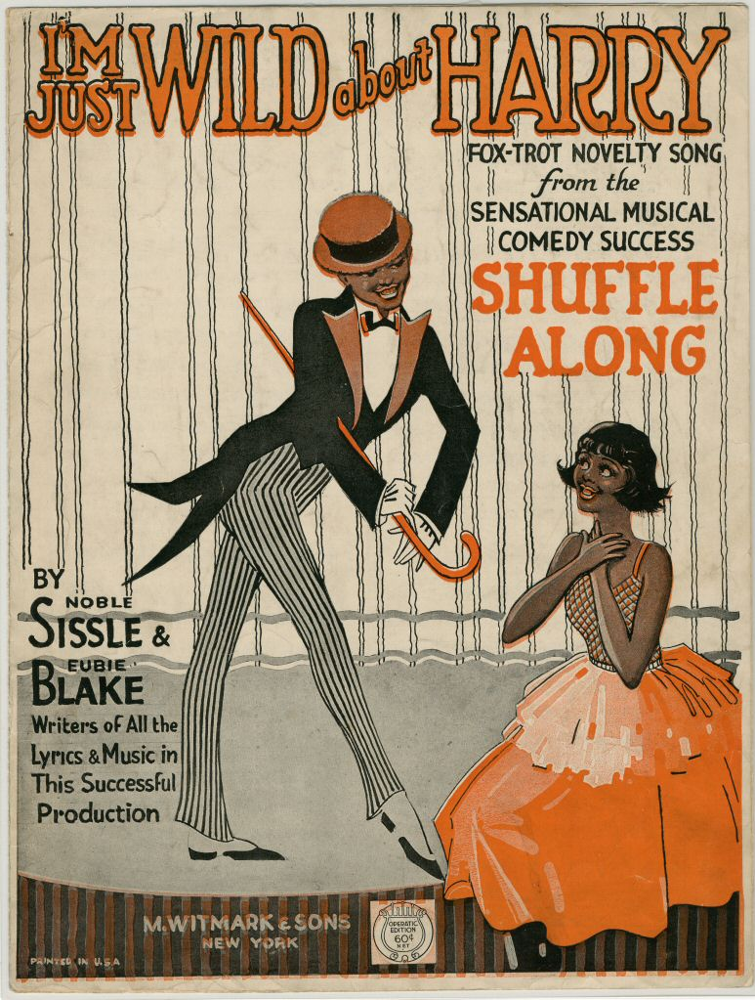 I'M JUST WILD about HARRY
FOX-TROT NOVELTY SONG
from the
SENSATIONAL MUSICAL
COMEDY SUCCESS
SHUFFLE
ALONG
BY
NOBLE
SISSLE &
EUBIE
BLAKE
Writers of All the
Lyrics & Music in
This Successful
Production
M. WITMARK & SONS
NEW YORK
OPERATIC
EDITION
60¢
NET
PRINTED IN U.S.A